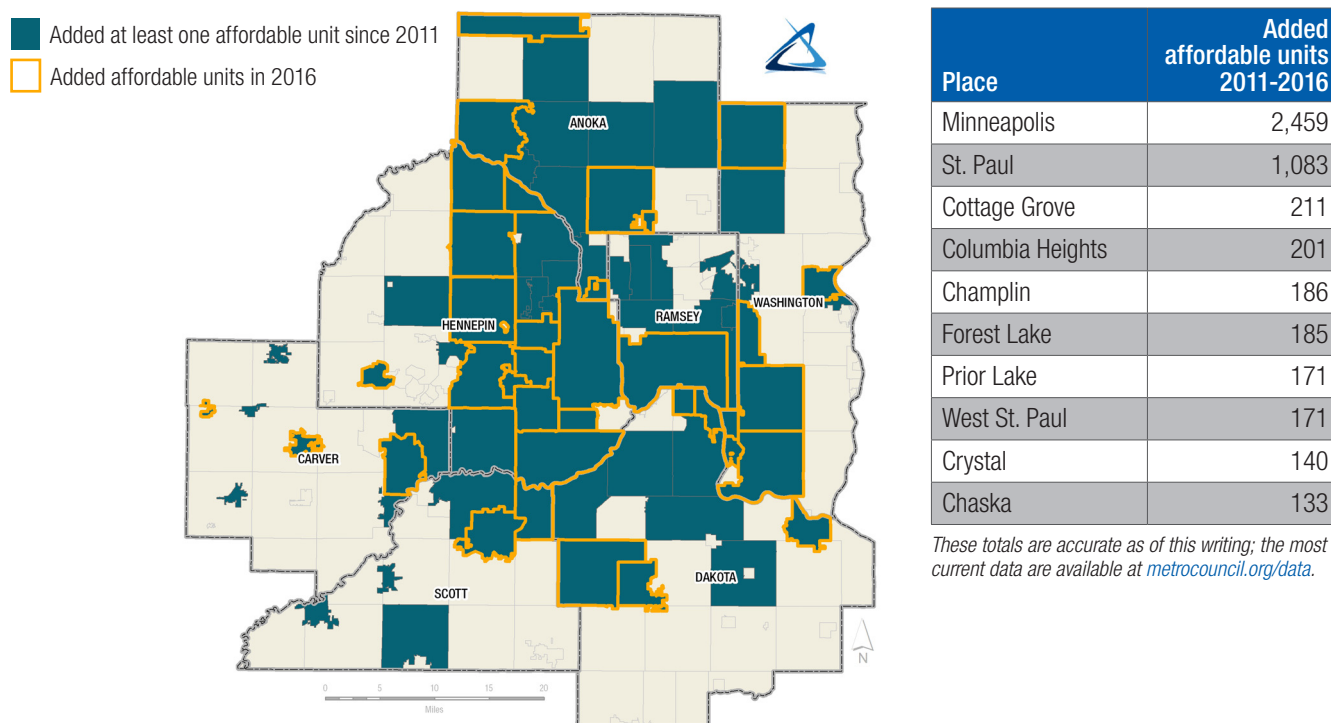 Added at least one affordable unit since 2011
Added affordable units in 2016
ANOKA
HENNEPIN
RAMSEY
WASHINGTON
CARVER
SCOTT
DAKOTA
N
0 5 10 15 20
Miles
Place Added affordable units 2011-2016
Minneapolis 2,459
St. Paul 1,083
Cottage Grove 211
Columbia Heights 201
Champlin 186
Forest Lake 185
Prior Lake 171
West St. Paul 171
Crystal 140
Chaska 133
These totals are accurate as of this writing; the most
current data are available at metrocouncil.org/data.